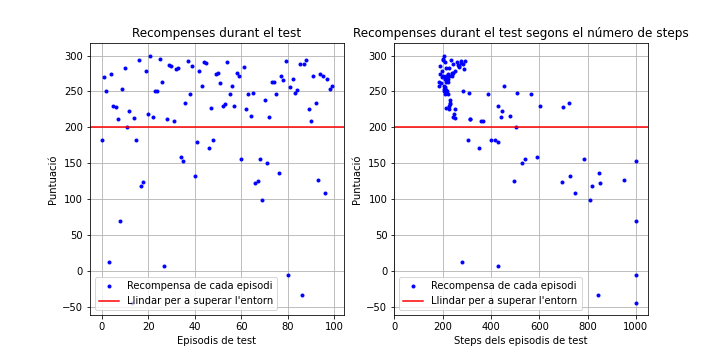 Recompenses durant el test
300
250
200
150
100
50
0
−50
Puntuació
0
20
40
60
80
100
Episodis de test
Recompensa de cada episodi
Llindar per a superar l'entorn
Recompenses durant el test segons el número de steps
300
250
200
150
100
50
0
−50
Puntuació
0
200
400
600
800
1000
Steps dels episodis de test
Recompensa de cada episodi
Llindar per a superar l'entorn